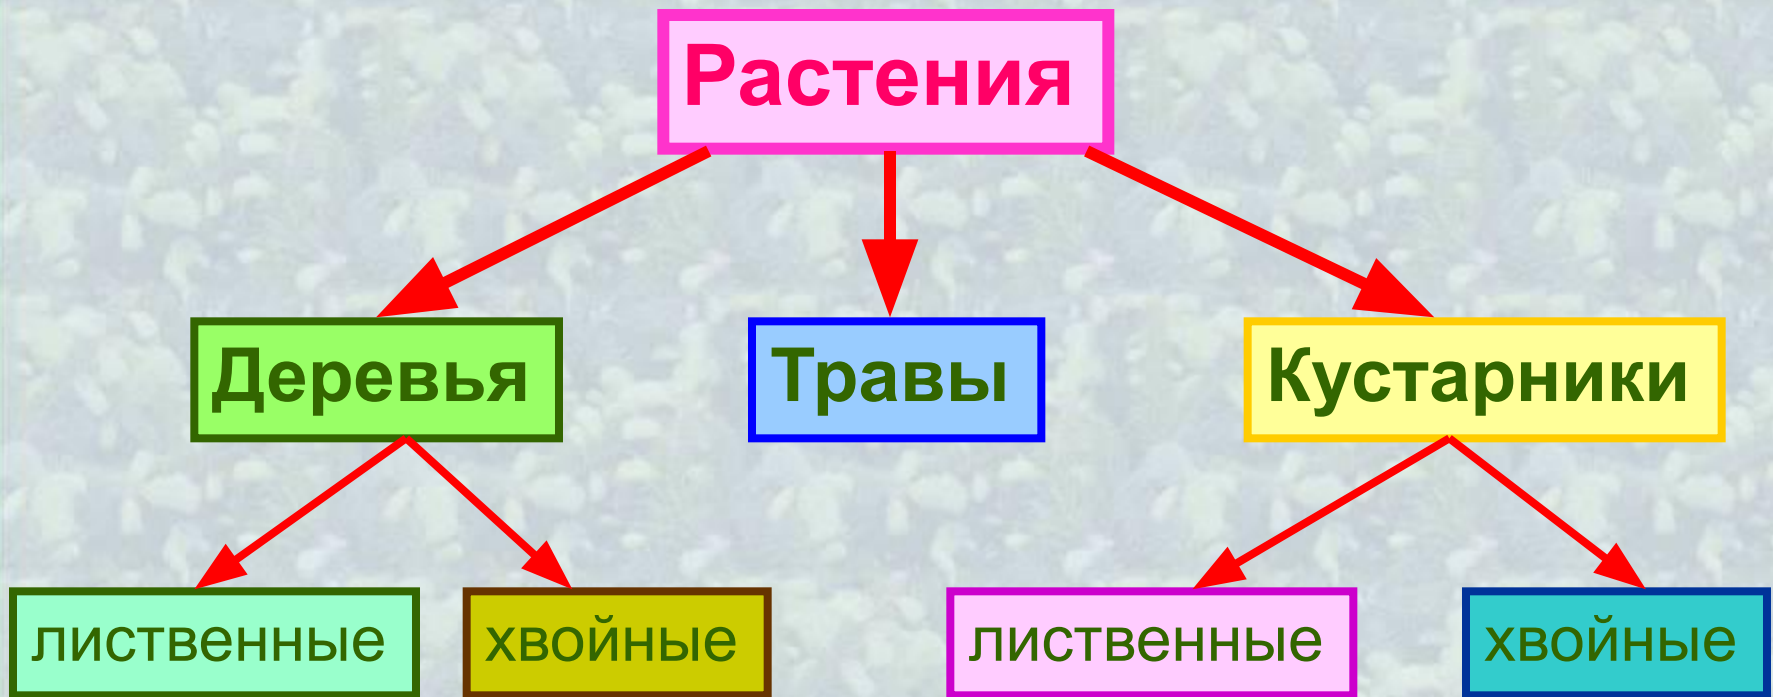 Растения
Деревья
Травы
Кустарники
лиственные
хвойные
лиственные
хвойные